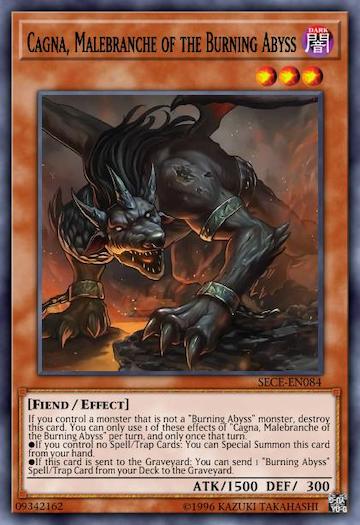 Cagna, Malebranche of the Burning Abyss
DARK
闇
SECE-EN084
[Fiend / Effect]
If you control a monster that is not a "Burning Abyss" monster, destroy
this card. You can only use 1 of these effects of "Cagna, Malebranche of
the Burning Abyss" per turn, and only once that turn.
●If you control no Spell/Trap Cards: You can Special Summon this card
from your hand.
●If this card is sent to the Graveyard: You can send 1 "Burning Abyss"
Spell/Trap Card from your Deck to the Graveyard.
ATK/1500 DEF/ 300
09342162
©1996 KAZUKI TAKAHASHI